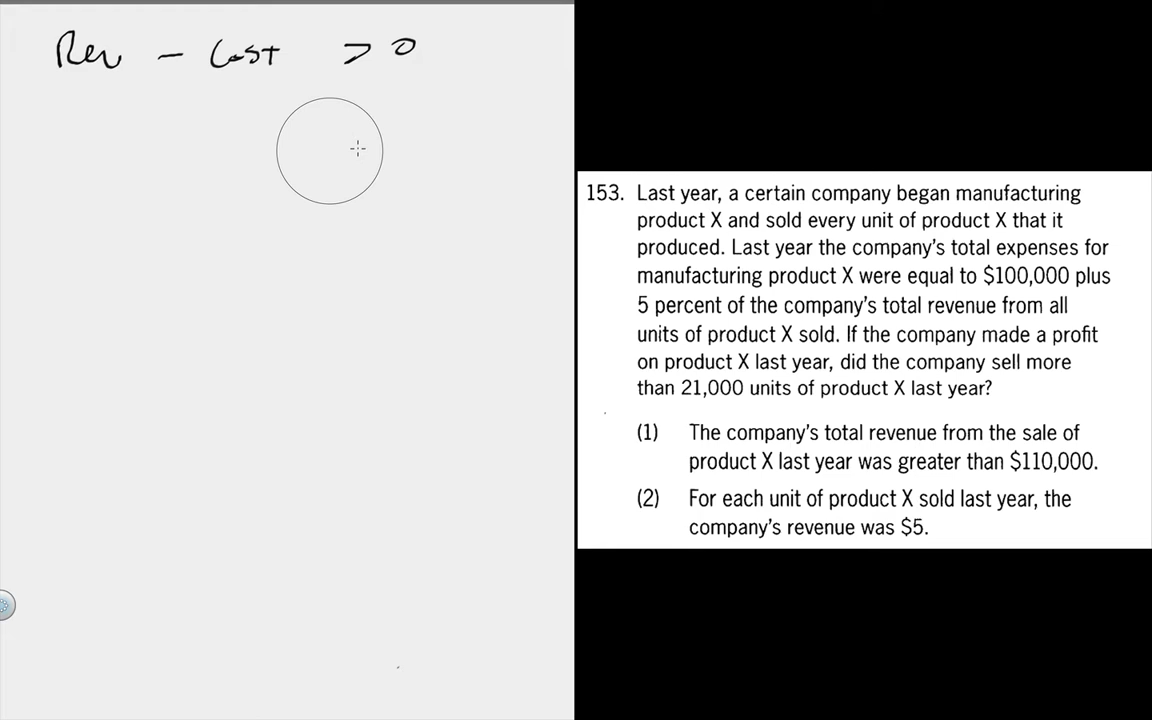 Rev - Cost > 0
153. Last year, a certain company began manufacturing
product X and sold every unit of product X that it
produced. Last year the company's total expenses for
manufacturing product X were equal to $100,000 plus
5 percent of the company's total revenue from all
units of product X sold. If the company made a profit
on product X last year, did the company sell more
than 21,000 units of product X last year?
(1) The company's total revenue from the sale of
product X last year was greater than $110,000.
(2) For each unit of product X sold last year, the
company's revenue was $5.